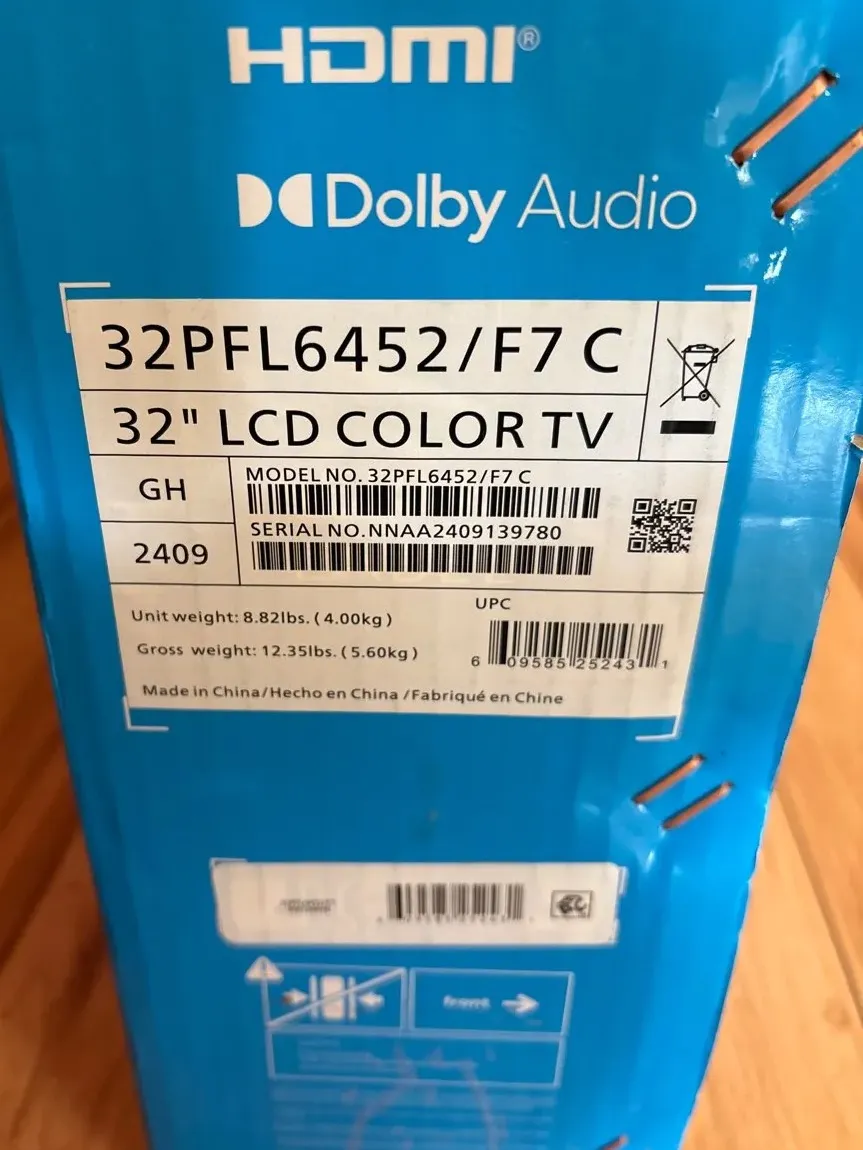 HDMI®
Dolby Audio
32PFL6452/F7 C
32" LCD COLOR TV
GH
MODEL NO. 32PFL6452/F7 C
SERIAL NO.NNAA2409139780
2409
Unit weight: 8.82lbs. ( 4.00kg )
UPC
Gross weight: 12.35lbs. ( 5.60kg )
6 09585 25243 1
Made in China/Hecho en China /Fabriqué en Chine
front